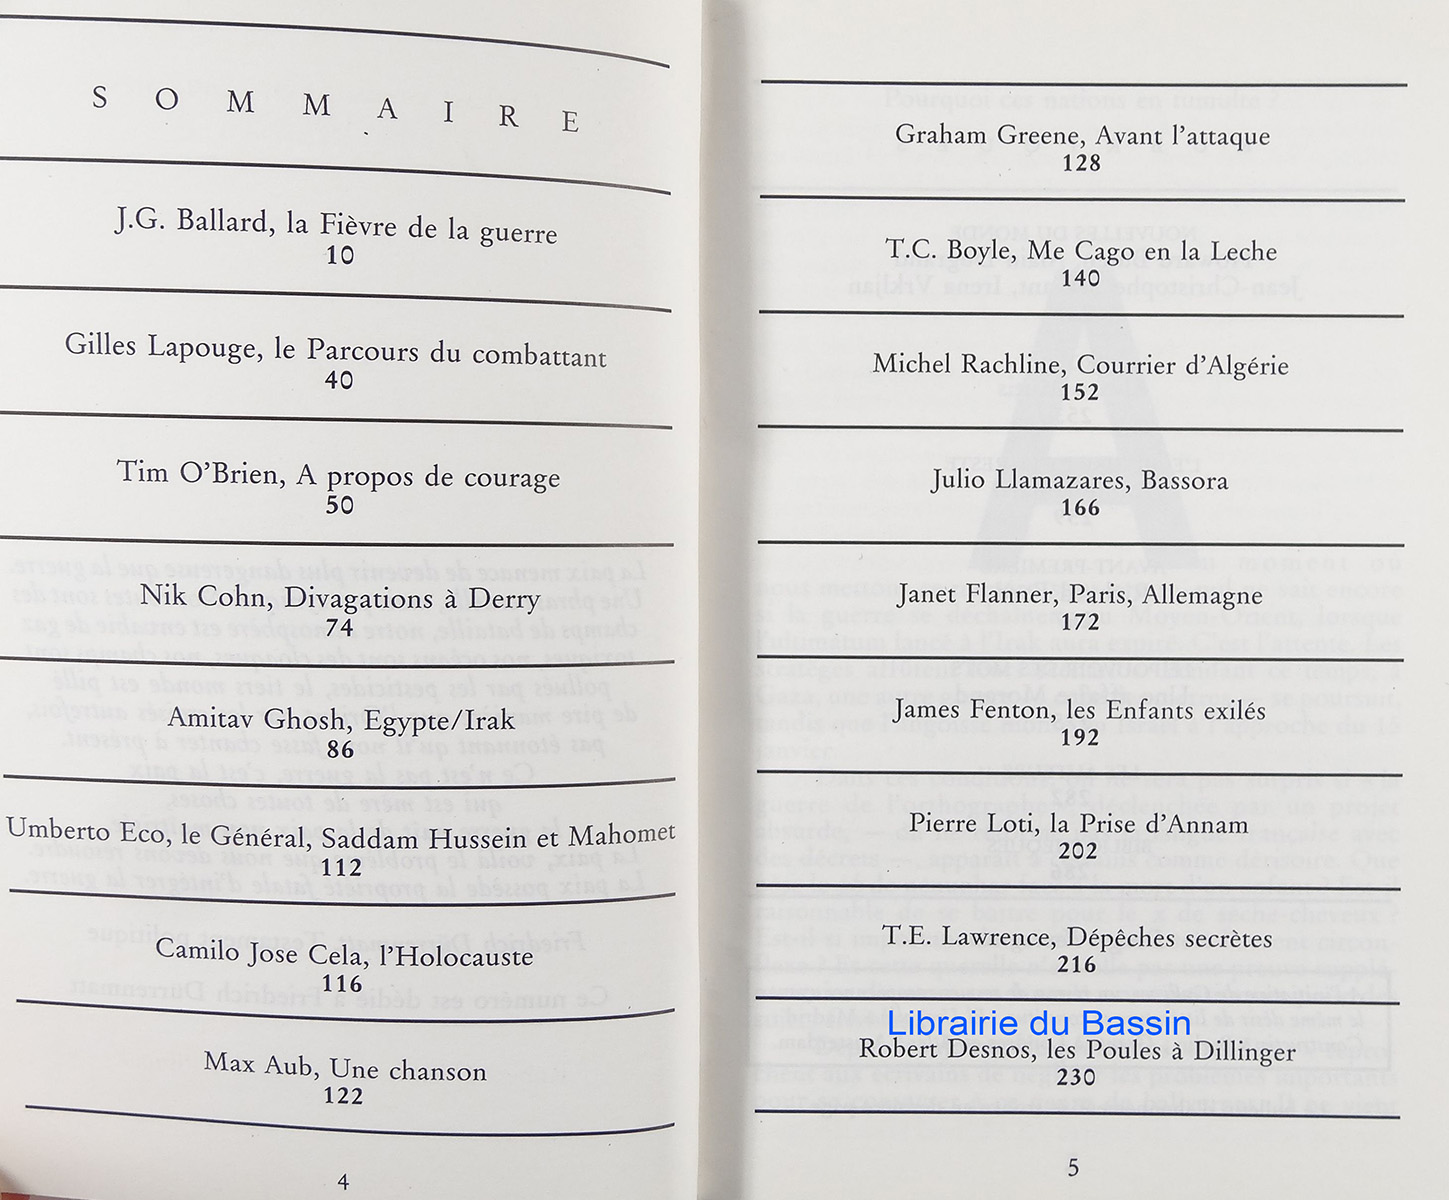 S O M M A I R E
J.G. Ballard, la Fièvre de la guerre
10
Gilles Lapouge, le Parcours du combattant
40
Tim O’Brien, A propos de courage
50
Nik Cohn, Divagations à Derry
74
Amitav Ghosh, Egypte/Irak
86
Umberto Eco, le Général, Saddam Hussein et Mahomet
112
Camilo Jose Cela, l’Holocauste
116
Max Aub, Une chanson
122
4
Graham Greene, Avant l’attaque
128
T.C. Boyle, Me Cago en la Leche
140
Michel Rachline, Courrier d’Algérie
152
Julio Llamazares, Bassora
166
Janet Flanner, Paris, Allemagne
172
James Fenton, les Enfants exilés
192
Pierre Loti, la Prise d’Annam
202
T.E. Lawrence, Dépêches secrètes
216
Librairie du Bassin
Robert Desnos, les Poules à Dillinger
230
5